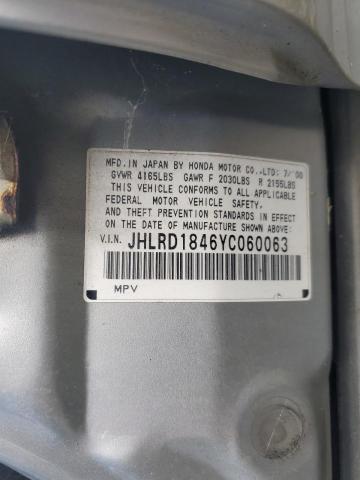 MFD.IN JAPAN BY HONDA MOTOR CO.,LTD: 7/'00
GVWR 4165LBS GAWR F 2030LBS R 2155LBS
THIS VEHICLE CONFORMS TO ALL APPLICABLE
FEDERAL MOTOR VEHICLE SAFETY,
AND THEFT PREVENTION STANDARDS IN EFFECT
ON THE DATE OF MANUFACTURE SHOWN ABOVE:
V.I.N. JHLRD1846YC060063
MPV